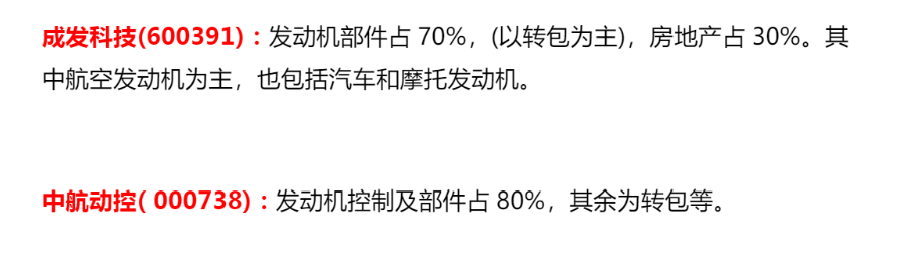 成发科技(600391)：发动机部件占 70%，(以转包为主)，房地产占 30%。其
中航空发动机为主，也包括汽车和摩托发动机。
中航动控( 000738)：发动机控制及部件占 80%，其余为转包等。